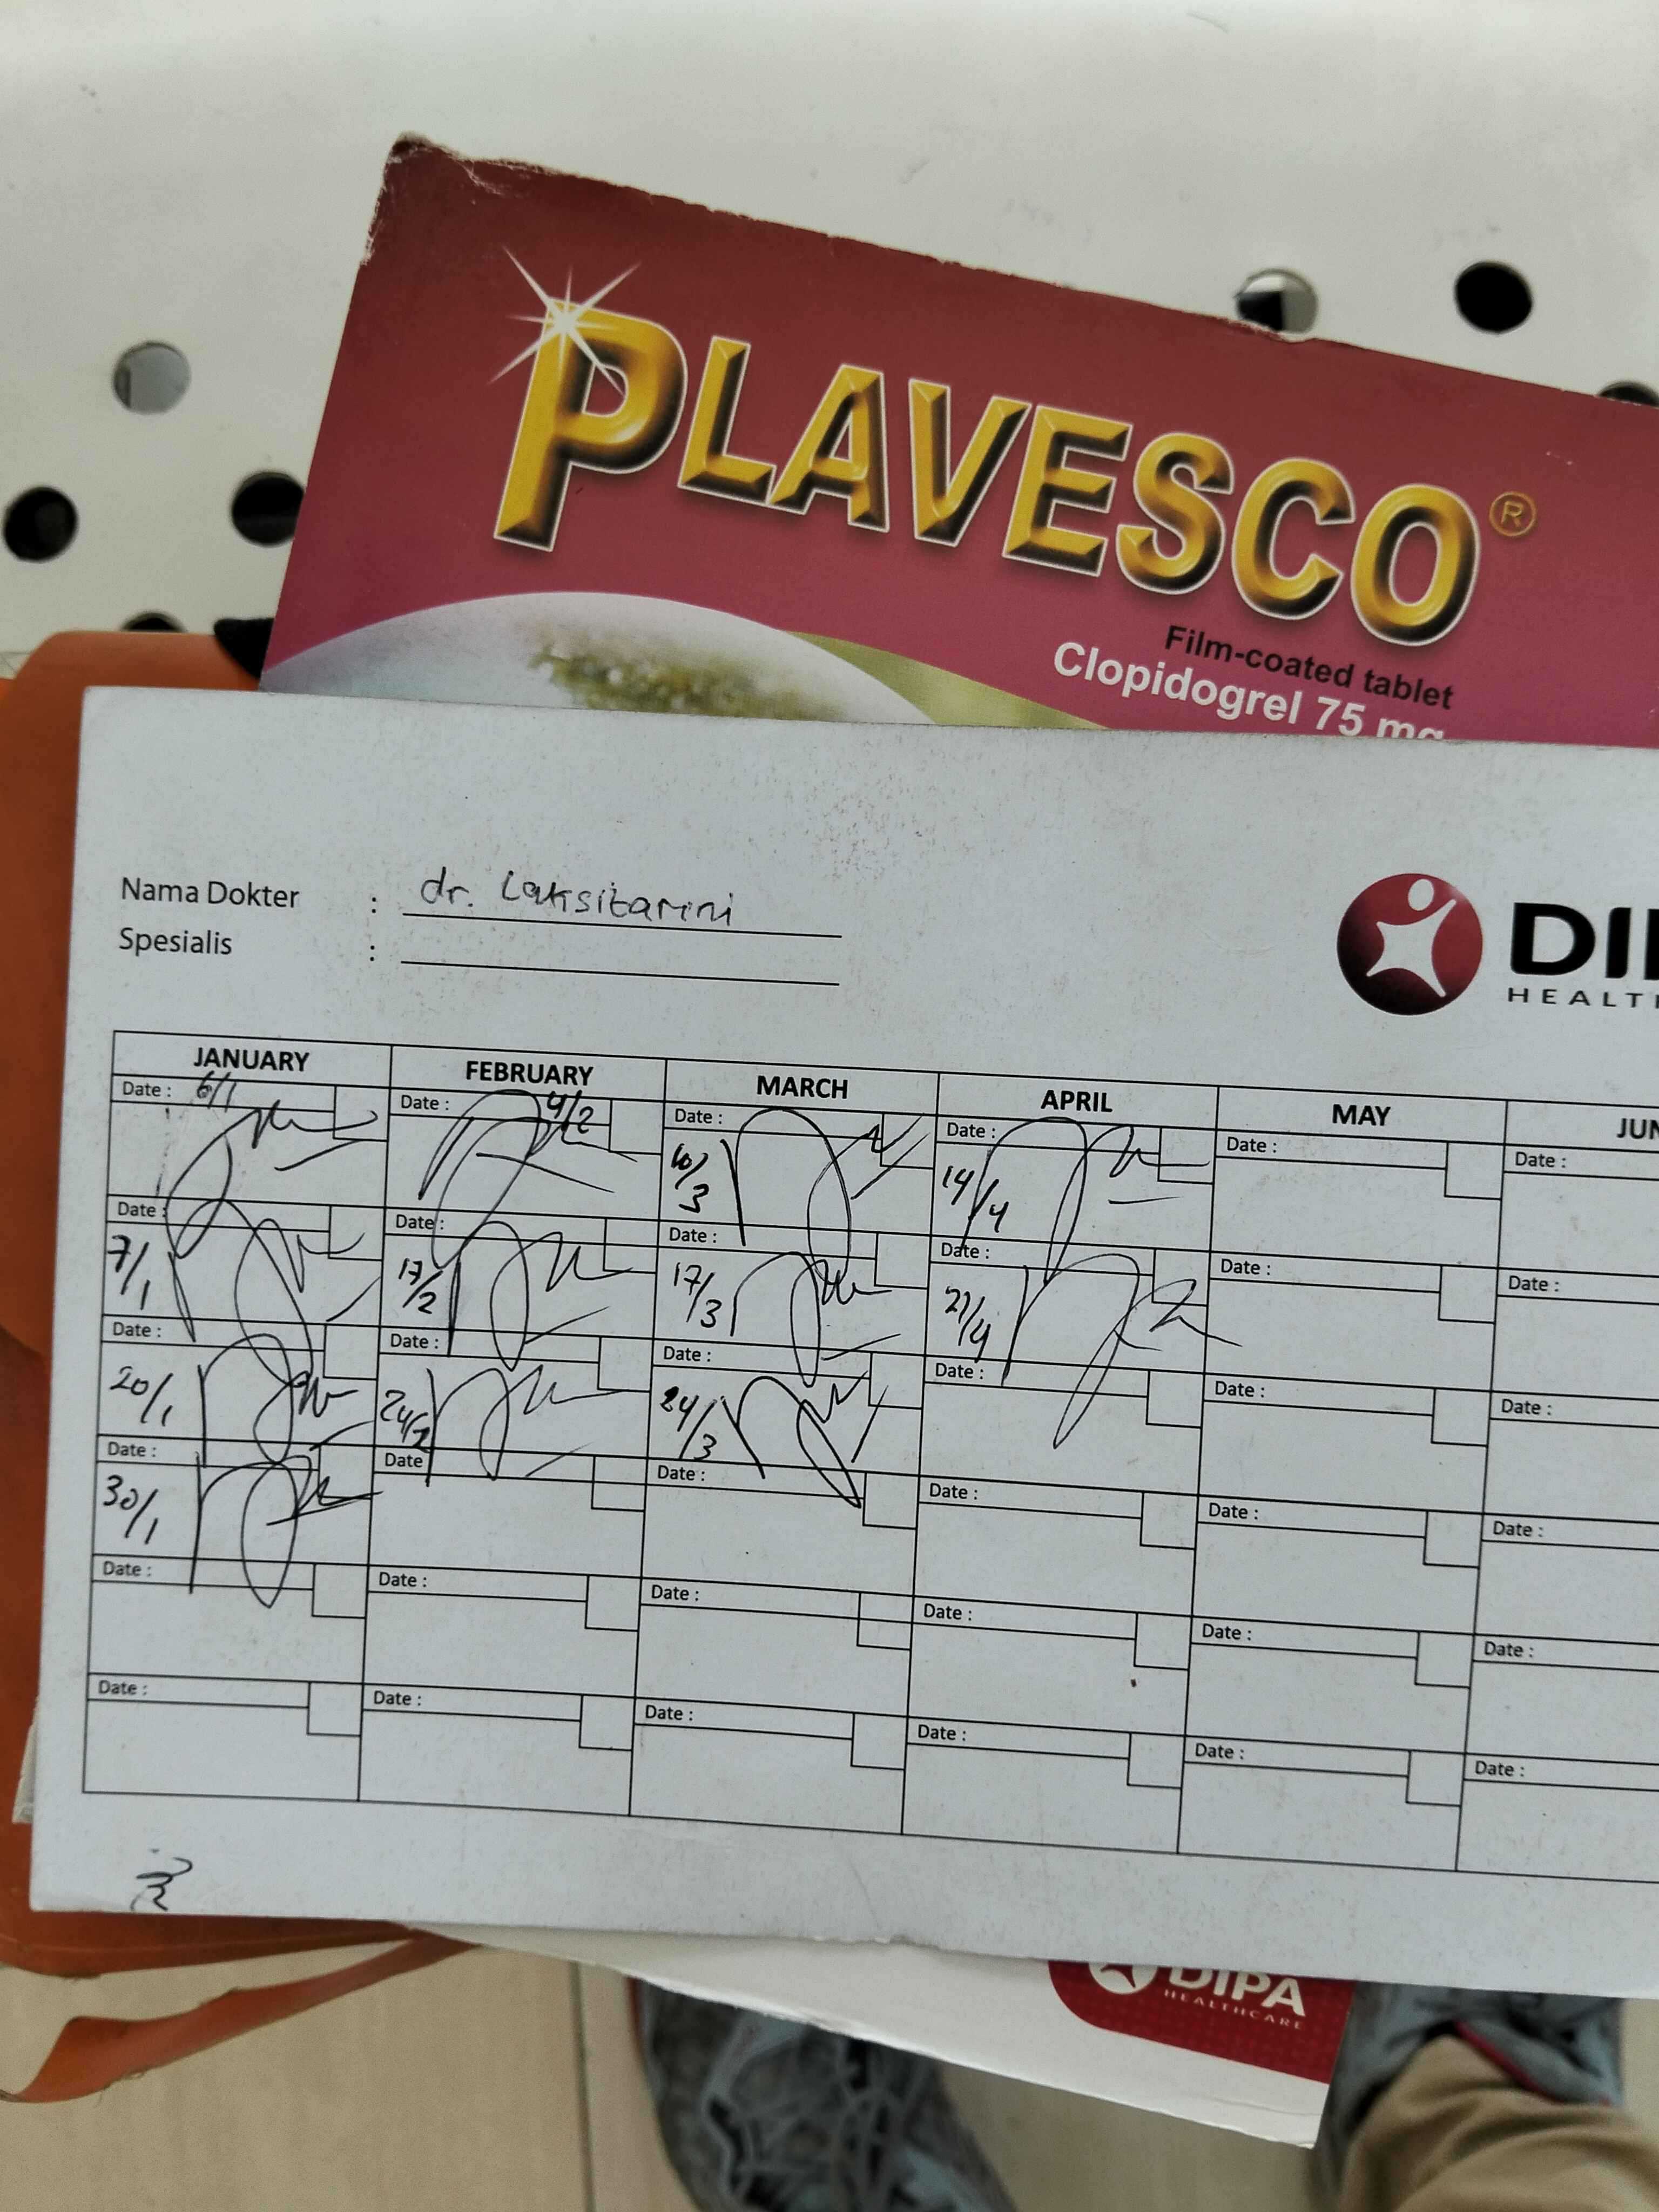 PLAVESCO®
Film-coated tablet
Clopidogrel 75 mg
Nama Dokter : dr. Laksitarini
Spesialis :
DI
HEALT
JANUARY FEBRUARY MARCH APRIL MAY JUN
Date : 6/1 Date : 4/2 Date : Date : Date : Date :
10/3 14/4
Date : Date : Date : Date : Date : Date :
7/1 17/2 17/3 21/4
Date : Date : Date : Date : Date : Date :
20/1 24/2 24/3
Date : Date Date : Date : Date : Date :
30/1
Date : Date : Date : Date : Date : Date :
Date : Date : Date : Date : Date : Date :
DIPA
HEALTHCARE